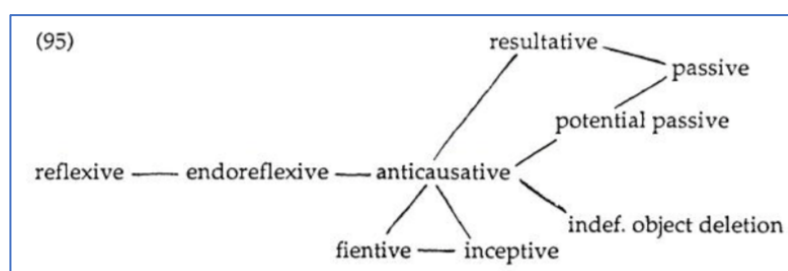 (95)
resultative
passive
potential passive
reflexive endoreflexive anticausative
indef. object deletion
fientive inceptive